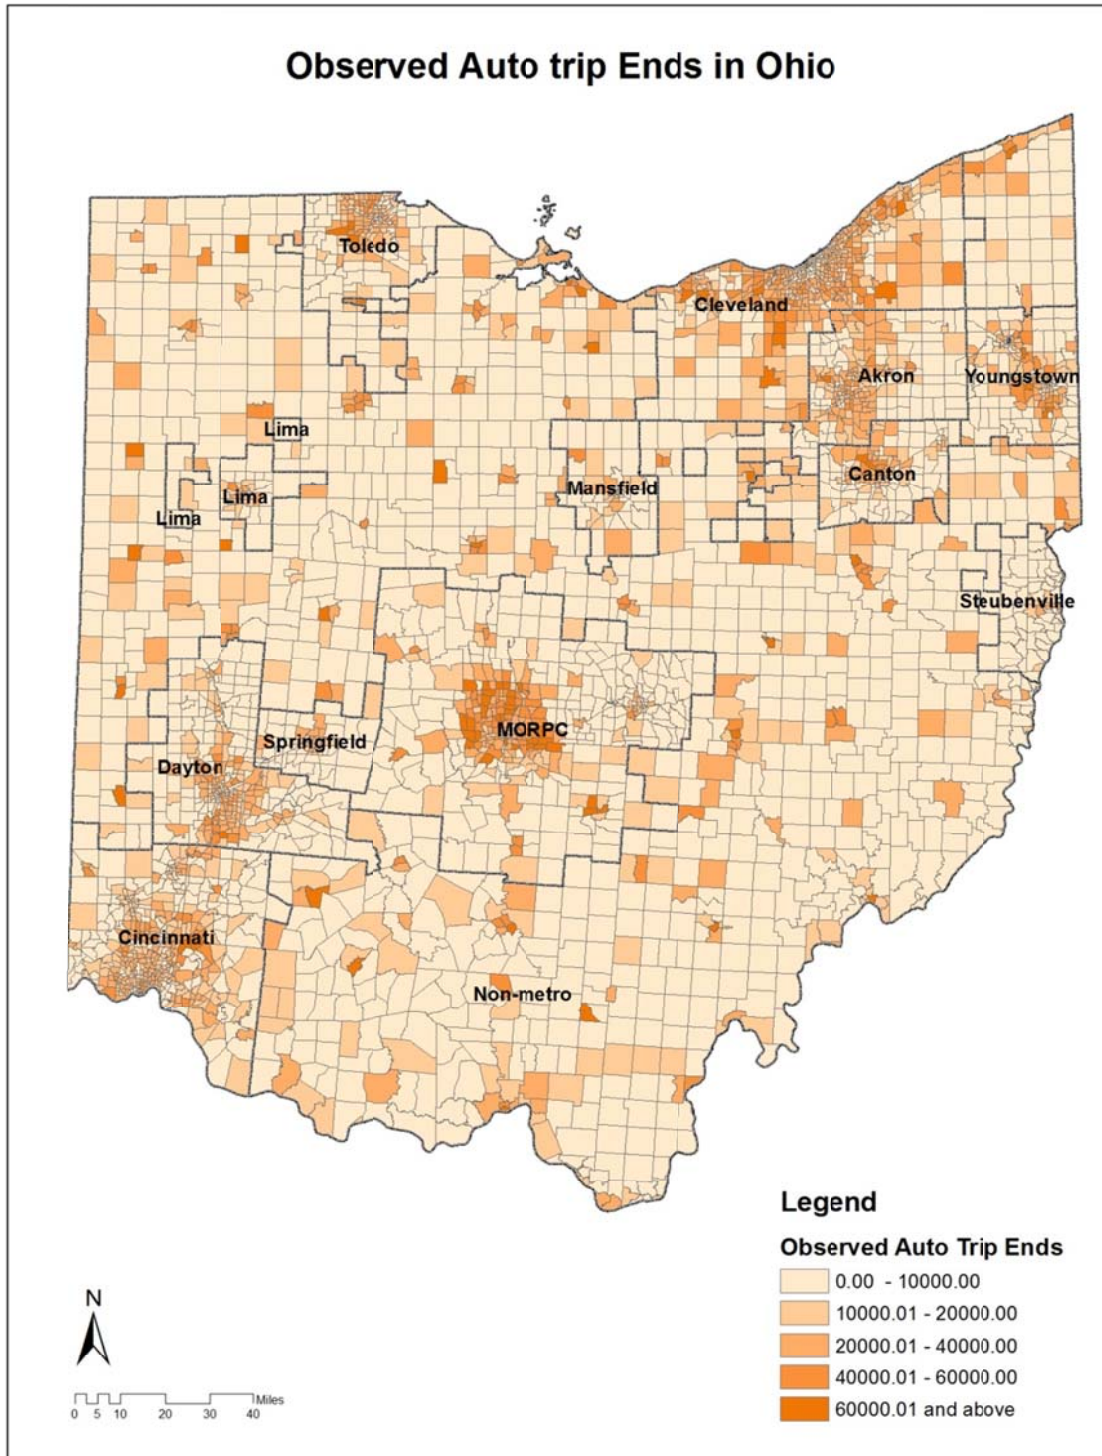 Observed Auto trip Ends in Ohio
Toledo
Cleveland
Akron
Youngstown
Lima
Canton
Mansfield
Lima
Lima
Steubenville
MORPC
Springfield
Dayton
Cincinnati
Non-metro
Legend
Observed Auto Trip Ends
0.00 - 10000.00
10000.01 - 20000.00
20000.01 - 40000.00
40000.01 - 60000.00
60000.01 and above
N
Miles
0 5 10 20 30 40